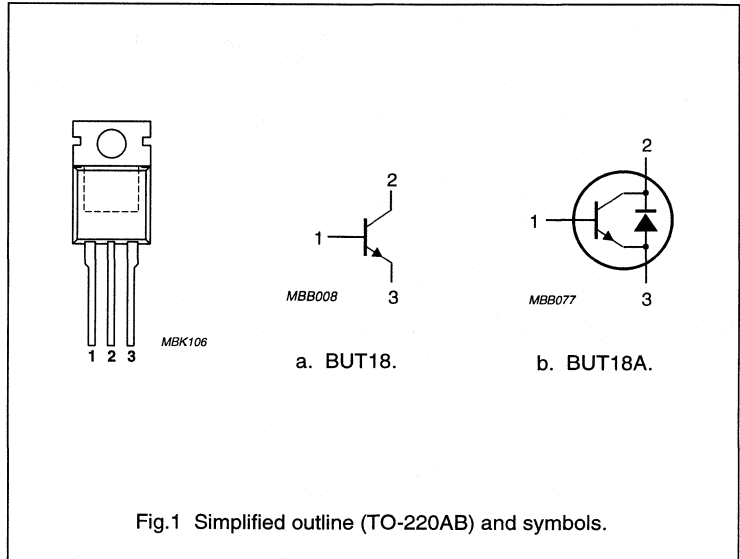 1 2 3
MBK106
2
1
3
MBB008
a. BUT18.
2
1
3
MBB077
b. BUT18A.
Fig.1 Simplified outline (TO-220AB) and symbols.